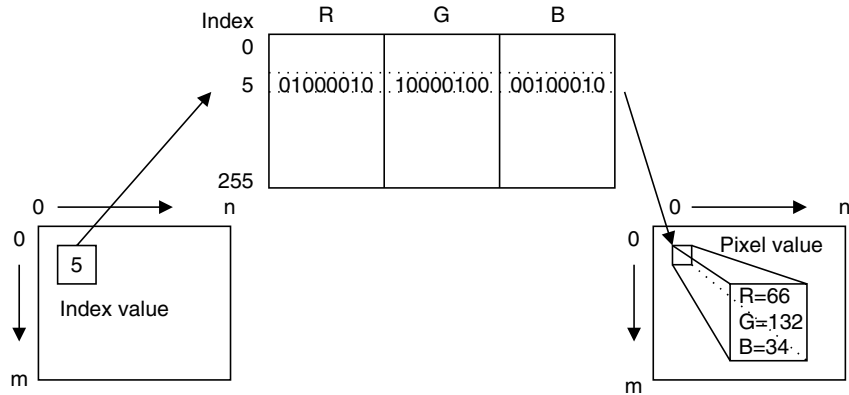 Index R G B
0
5 01000010 10000100 00100010
255
0 n
0
5
Index value
m
0 n
0
Pixel value
R=66
G=132
B=34
m